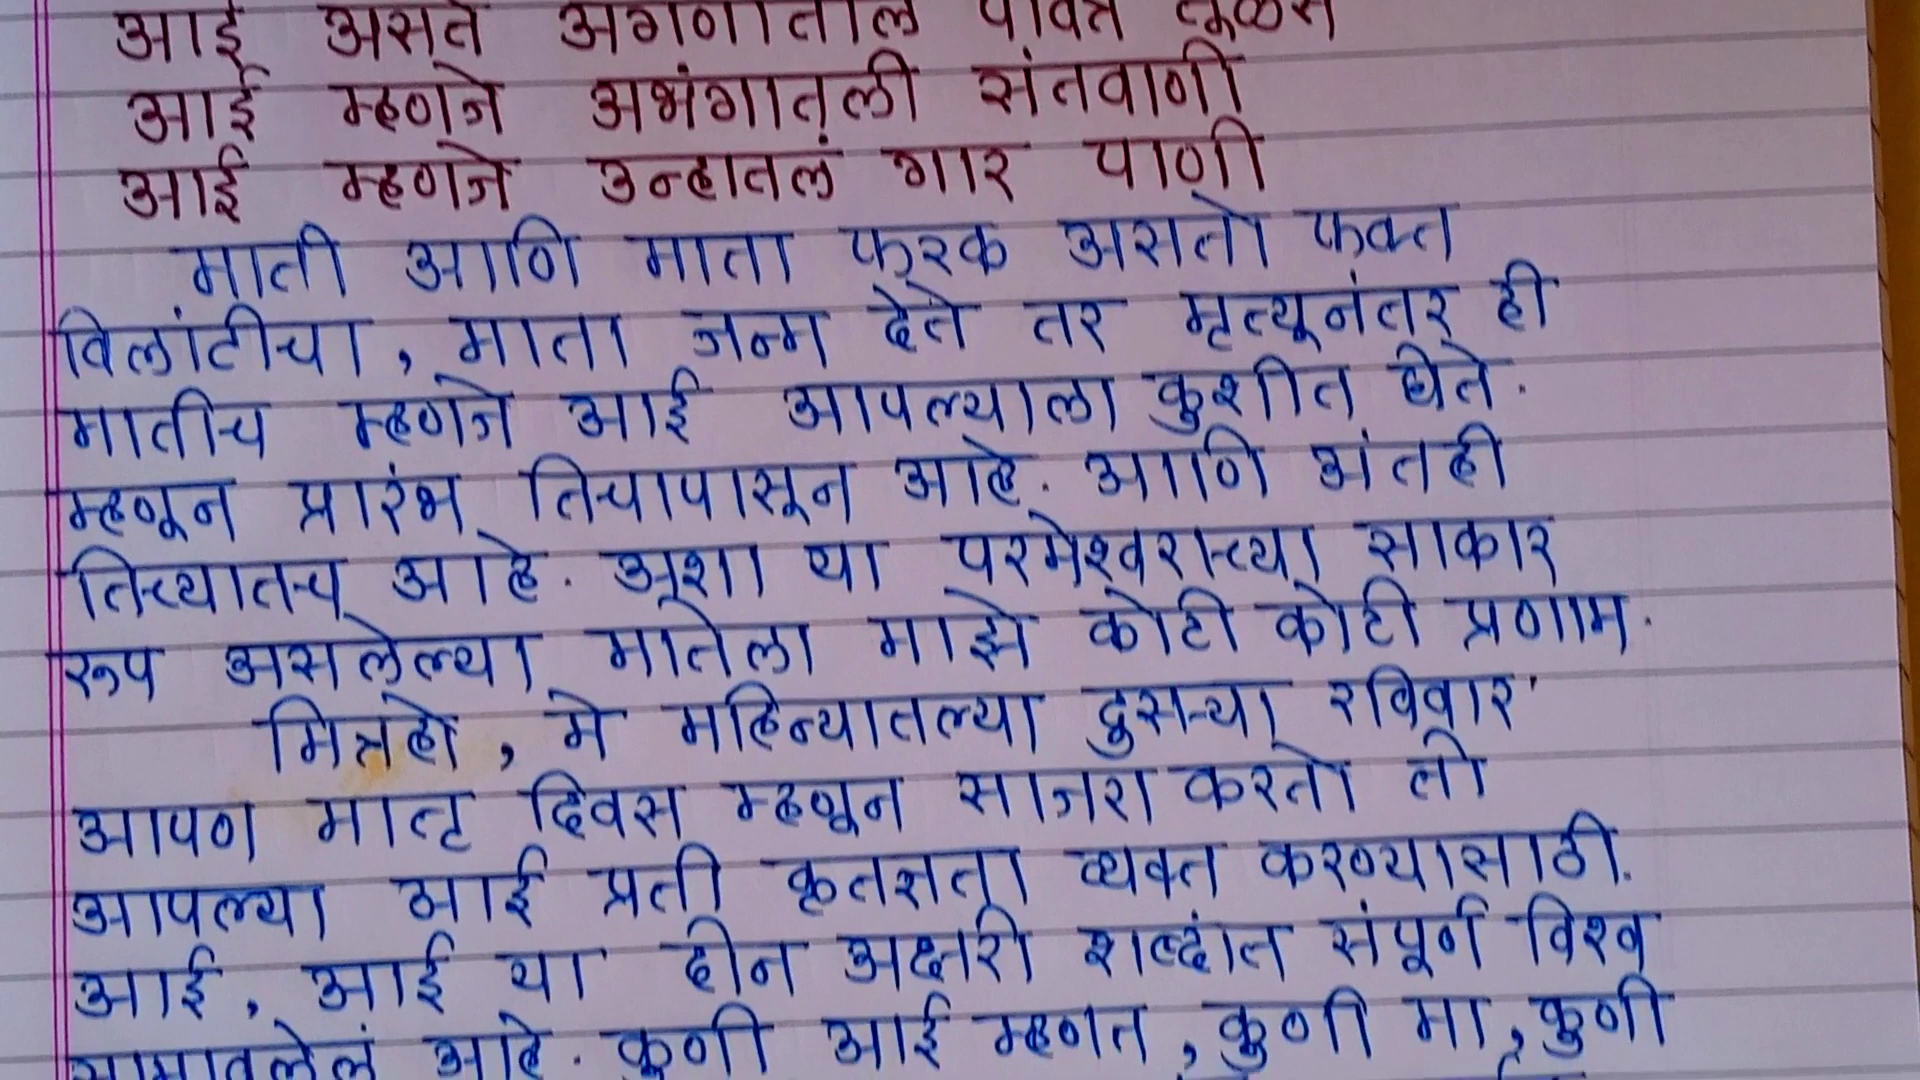 आई असते अंगणातील पवित्र तुळस
आई म्हणजे अभंगातली संतवाणी
आई म्हणजे उन्हातलं गार पाणी
माती आणि माता फरक असतो फक्त
विलांटीचा, माता जन्म देते तर मृत्यूनंतर ही
मातीच म्हणजे आई आपल्याला कुशीत घेते.
म्हणून प्रारंभ तिचापासून आहे. आणि अंतही
तिच्यातच आहे. अशा या परमेश्वराच्या साकार
रूप असलेल्या मातेला माझे कोटी कोटी प्रणाम.
मित्रहो, मे महिन्यातल्या दुसऱ्या रविवार
आपण मातृ दिवस म्हणून साजरा करतो तो
आपल्या आई प्रती कृतज्ञता व्यक्त करण्यासाठी.
आई, आई या दोन अक्षरी शब्दांत संपूर्ण विश्व
सामावलेलं आहे. कुणी आई म्हणत, कुणी मा, कुणी